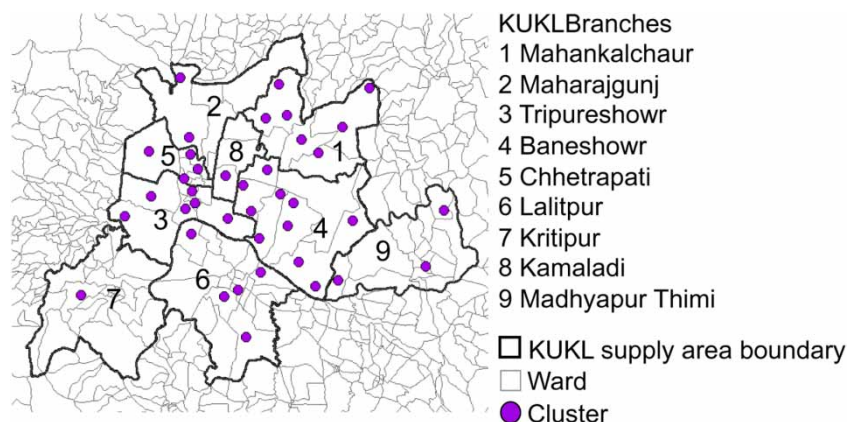 KUKLBranches
1 Mahankalchaur
2 Maharajgunj
3 Tripureshowr
4 Baneshowr
5 Chhetrapati
6 Lalitpur
7 Kritipur
8 Kamaladi
9 Madhyapur Thimi
KUKL supply area boundary
Ward
Cluster
2
1
5
8
3
4
9
6
7